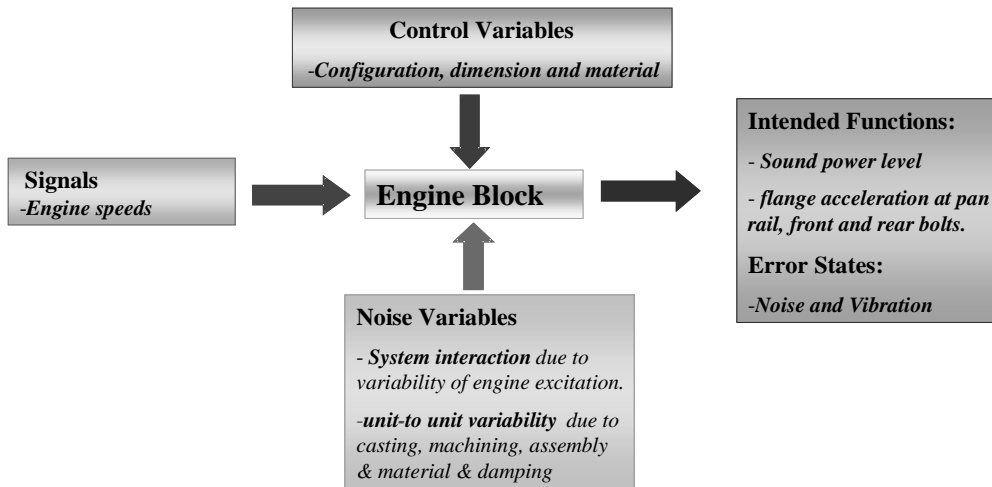 Control Variables
-Configuration, dimension and material
Signals
-Engine speeds
Engine Block
Intended Functions:
- Sound power level
- flange acceleration at pan
rail, front and rear bolts.
Error States:
-Noise and Vibration
Noise Variables
- System interaction due to
variability of engine excitation.
-unit-to unit variability due to
casting, machining, assembly
& material & damping